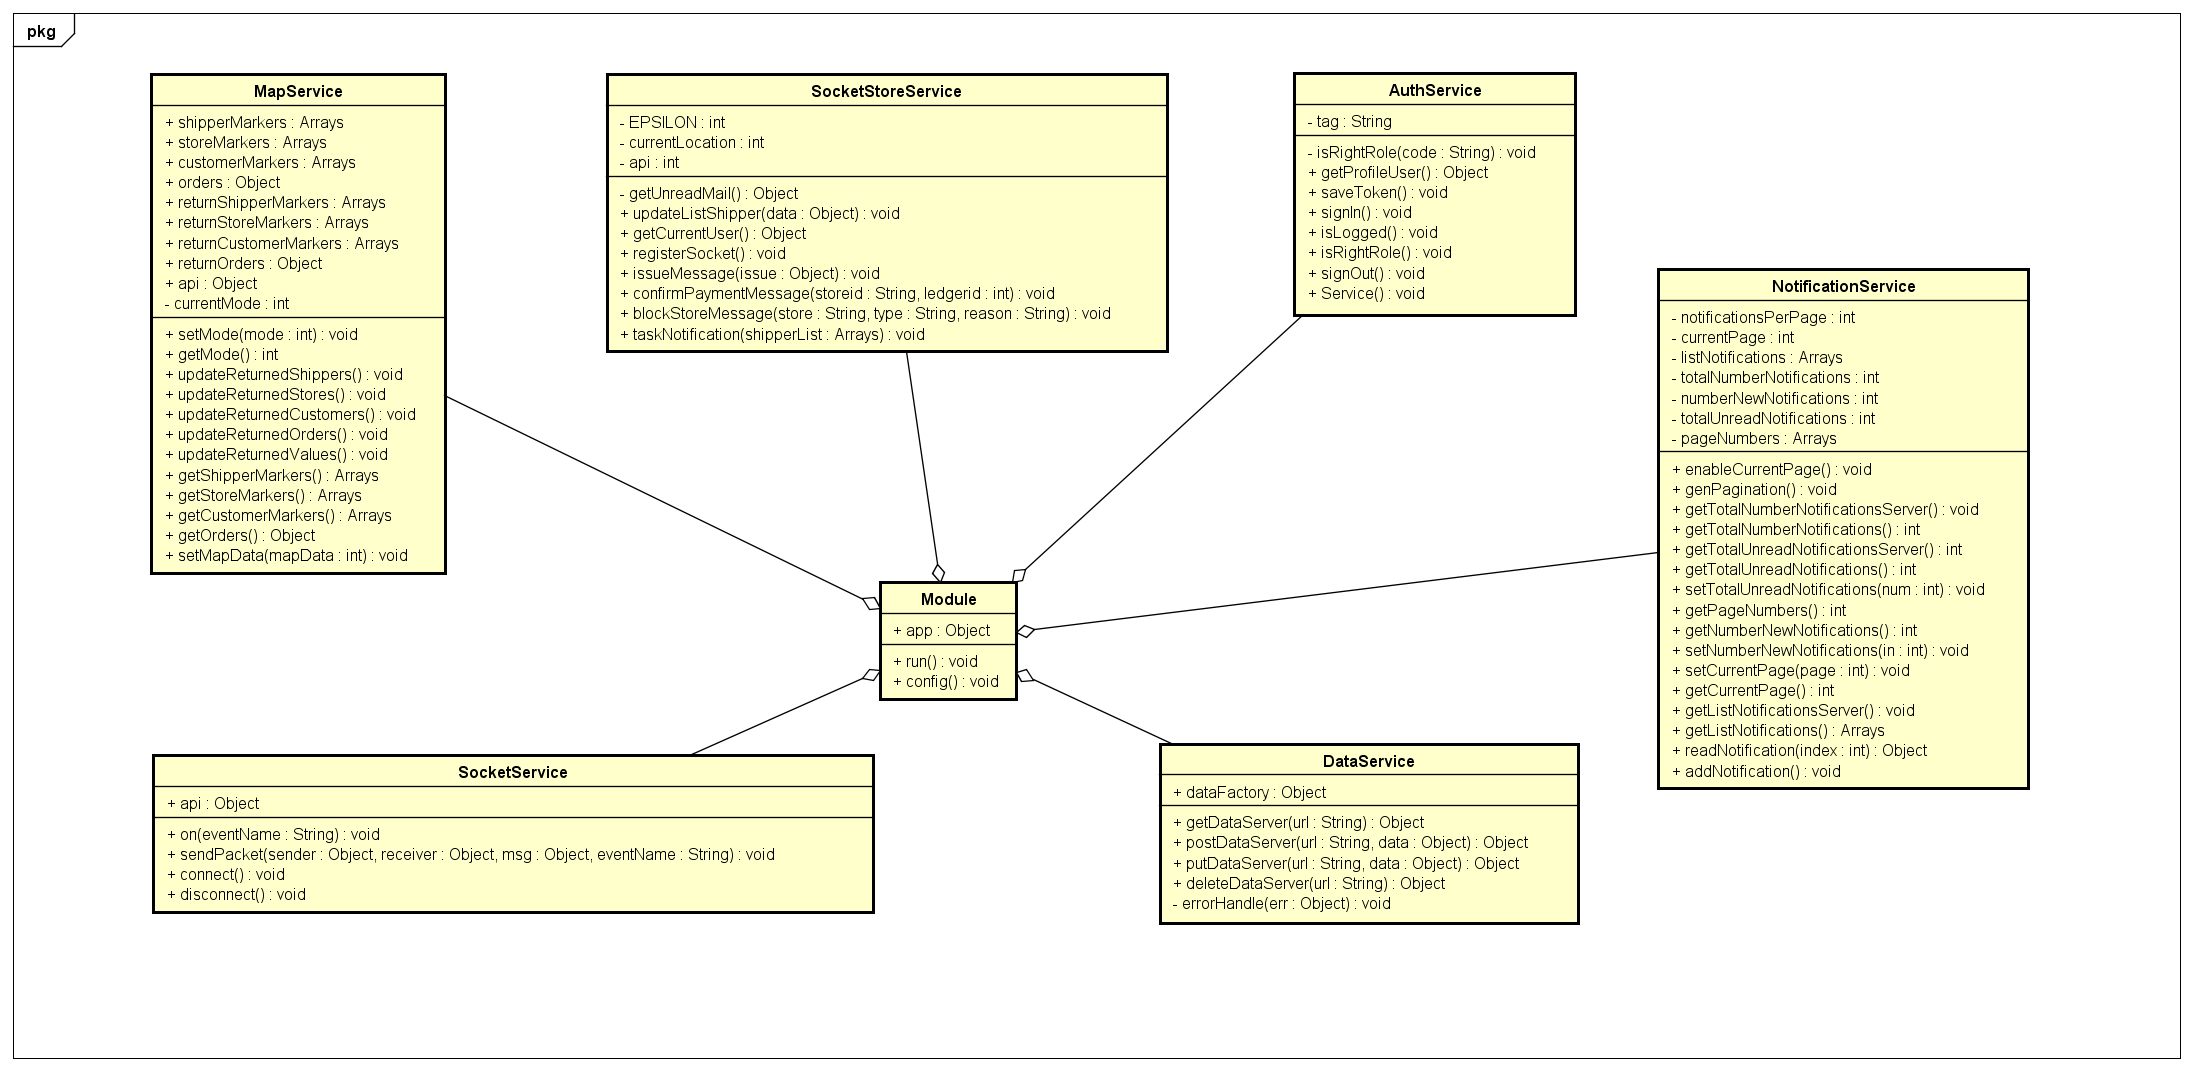 pkg
MapService
+ shipperMarkers : Arrays
+ storeMarkers : Arrays
+ customerMarkers : Arrays
+ orders : Object
+ returnShipperMarkers : Arrays
+ returnStoreMarkers : Arrays
+ returnCustomerMarkers : Arrays
+ returnOrders : Object
+ api : Object
- currentMode : int
+ setMode(mode : int) : void
+ getMode() : int
+ updateReturnedShippers() : void
+ updateReturnedStores() : void
+ updateReturnedCustomers() : void
+ updateReturnedOrders() : void
+ updateReturnedValues() : void
+ getShipperMarkers() : Arrays
+ getStoreMarkers() : Arrays
+ getCustomerMarkers() : Arrays
+ getOrders() : Object
+ setMapData(mapData : int) : void
SocketStoreService
- EPSILON : int
- currentLocation : int
- api : int
- getUnreadMail() : Object
+ updateListShipper(data : Object) : void
+ getCurrentUser() : Object
+ registerSocket() : void
+ issueMessage(issue : Object) : void
+ confirmPaymentMessage(storeid : String, ledgerid : int) : void
+ blockStoreMessage(store : String, type : String, reason : String) : void
+ taskNotification(shipperList : Arrays) : void
AuthService
- tag : String
- isRightRole(code : String) : void
+ getProfileUser() : Object
+ saveToken() : void
+ signIn() : void
+ isLogged() : void
+ isRightRole() : void
+ signOut() : void
+ Service() : void
NotificationService
- notificationsPerPage : int
- currentPage : int
- listNotifications : Arrays
- totalNumberNotifications : int
- numberNewNotifications : int
- totalUnreadNotifications : int
- pageNumbers : Arrays
+ enableCurrentPage() : void
+ genPagination() : void
+ getTotalNumberNotificationsServer() : void
+ getTotalNumberNotifications() : int
+ getTotalUnreadNotificationsServer() : int
+ getTotalUnreadNotifications() : int
+ setTotalUnreadNotifications(num : int) : void
+ getPageNumbers() : int
+ getNumberNewNotifications() : int
+ setNumberNewNotifications(in : int) : void
+ setCurrentPage(page : int) : void
+ getCurrentPage() : int
+ getListNotificationsServer() : void
+ getListNotifications() : Arrays
+ readNotification(index : int) : Object
+ addNotification() : void
Module
+ app : Object
+ run() : void
+ config() : void
SocketService
+ api : Object
+ on(eventName : String) : void
+ sendPacket(sender : Object, receiver : Object, msg : Object, eventName : String) : void
+ connect() : void
+ disconnect() : void
DataService
+ dataFactory : Object
+ getDataServer(url : String) : Object
+ postDataServer(url : String, data : Object) : Object
+ putDataServer(url : String, data : Object) : Object
+ deleteDataServer(url : String) : Object
- errorHandle(err : Object) : void